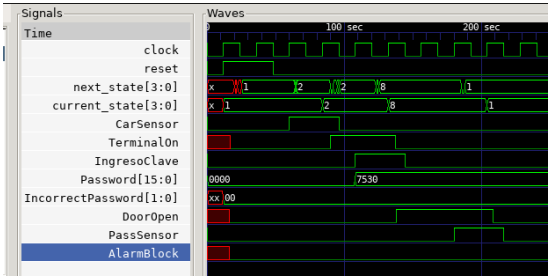 Signals
Waves
Time
100 sec
200 sec
clock
reset
next_state[3:0]
x 1 2 2 8 1
current_state[3:0]
x 1 2 8 1
CarSensor
TerminalOn
IngresoClave
Password[15:0]
0000 7530
IncorrectPassword[1:0]
xx 00
DoorOpen
PassSensor
AlarmBlock